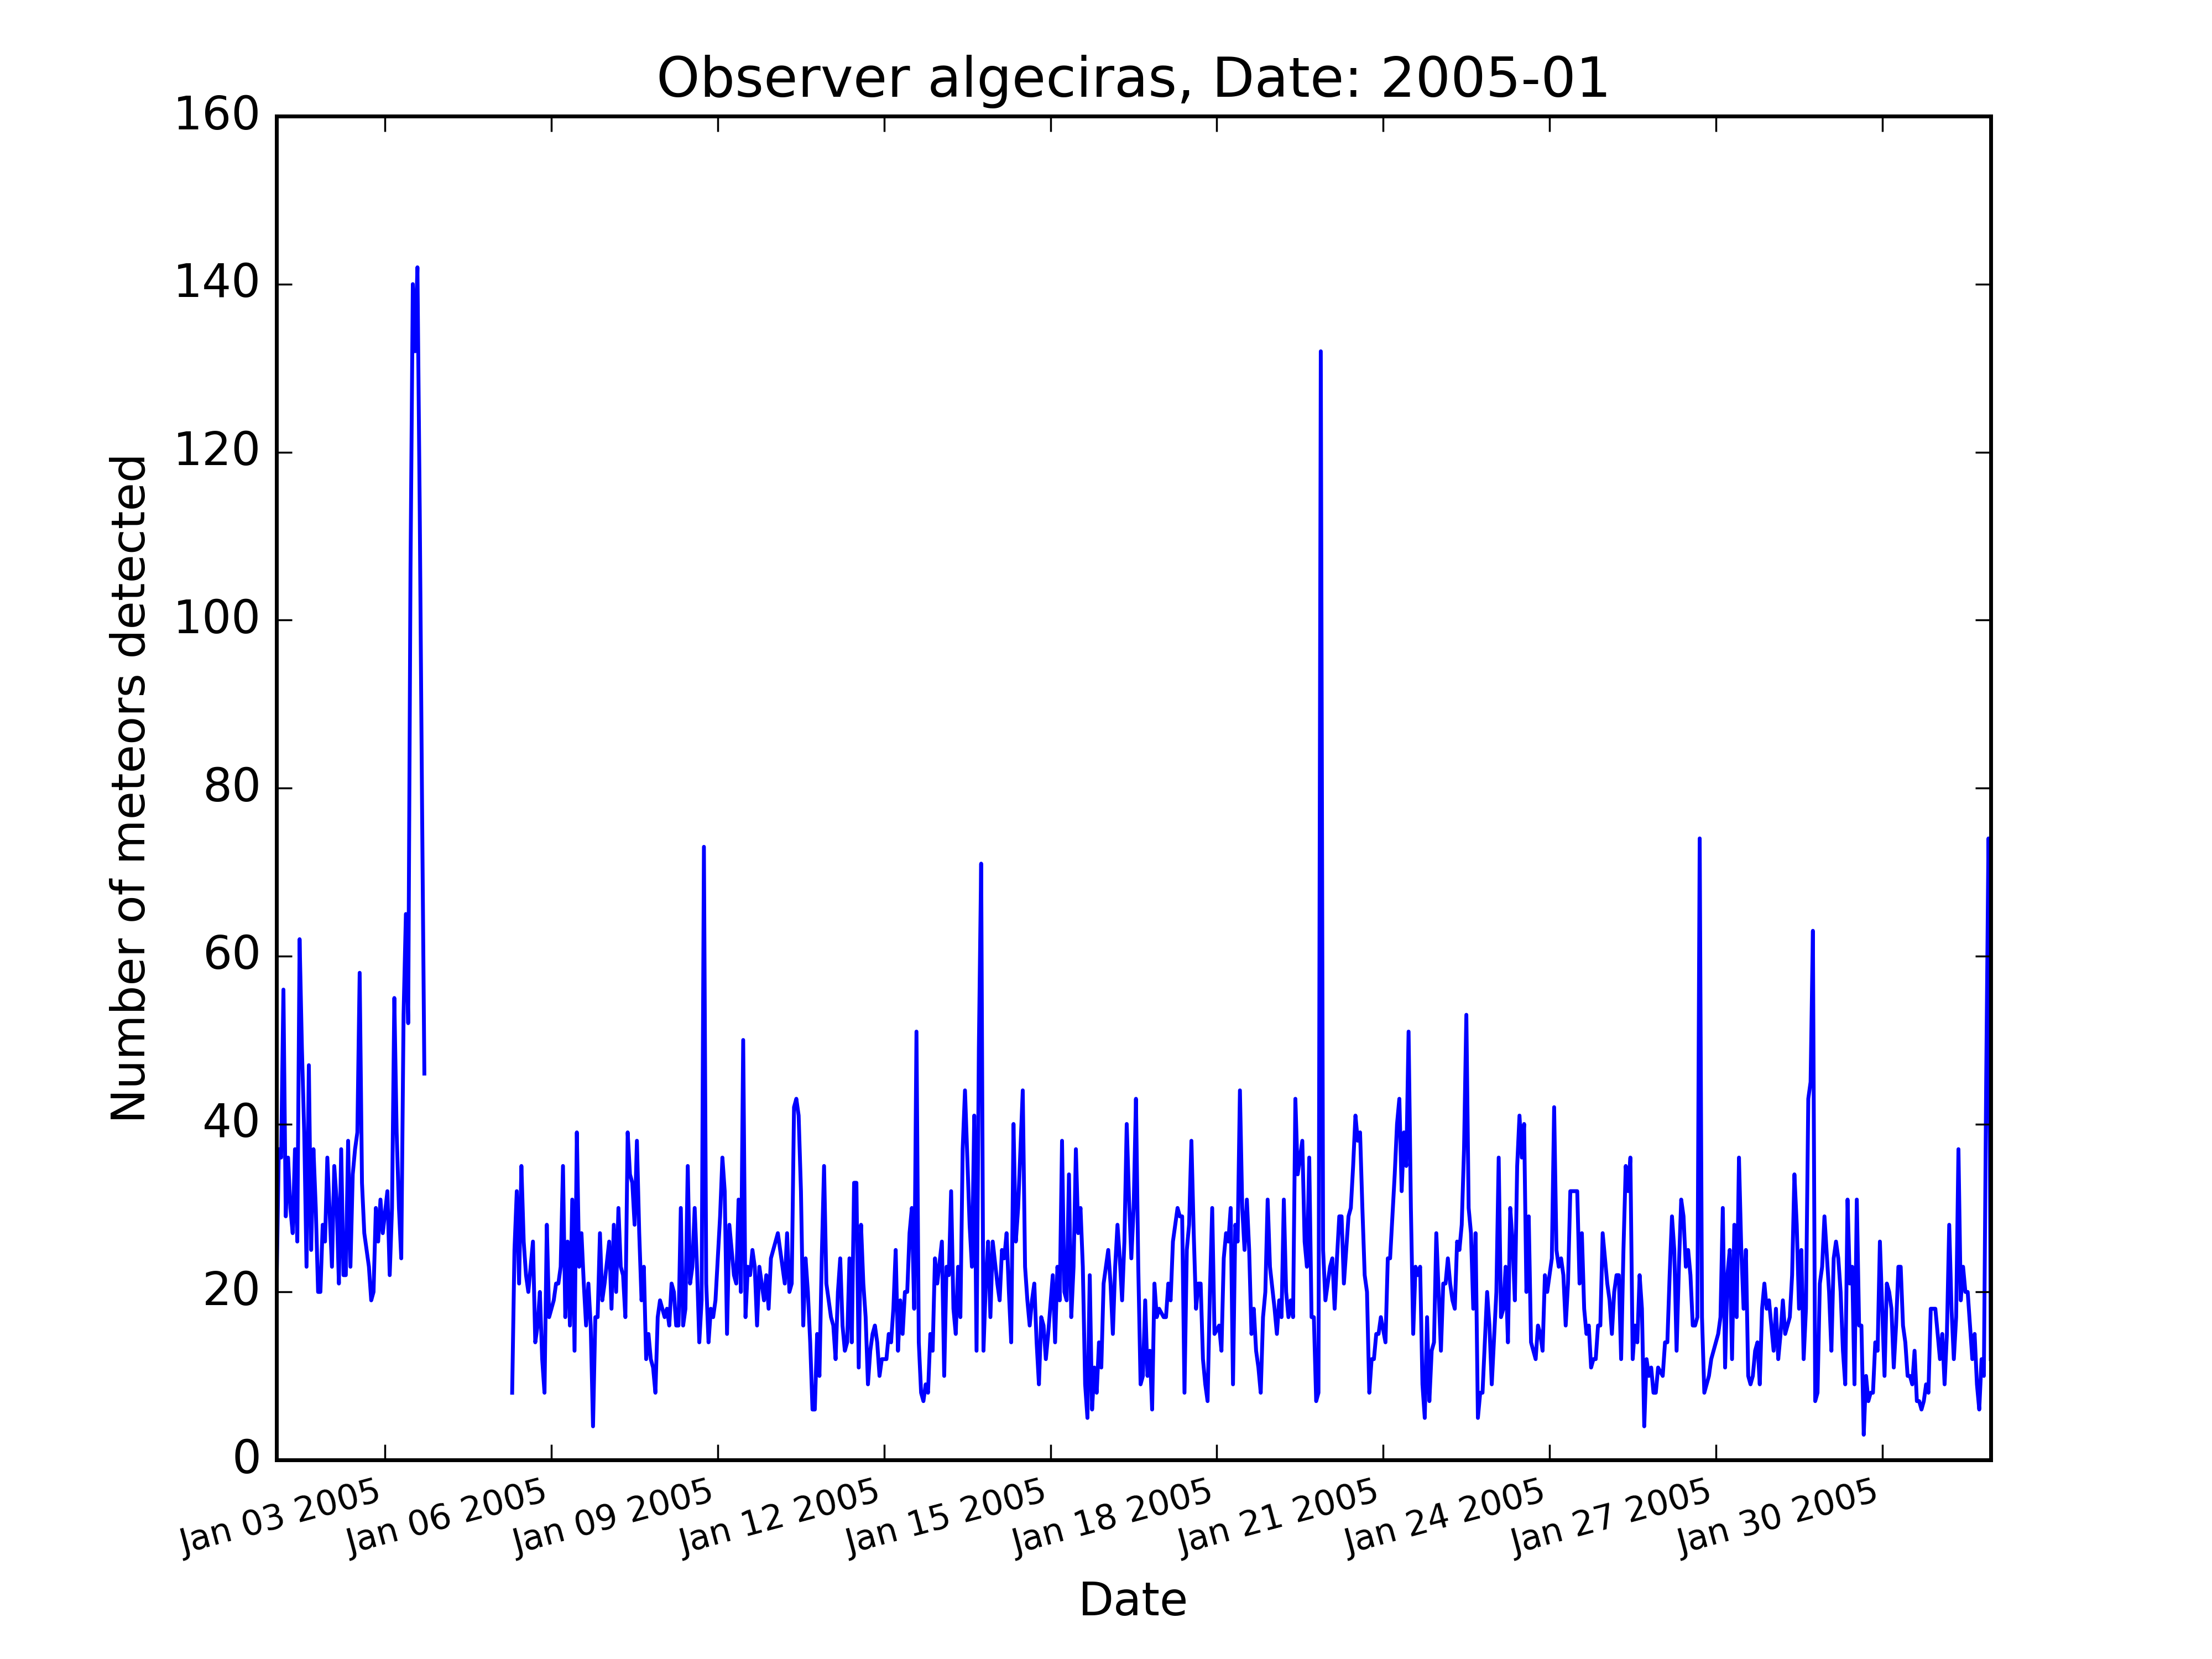 Observer algeciras, Date: 2005-01
160
140
120
100
80
60
40
20
0
Number of meteors detected
Jan 03 2005
Jan 06 2005
Jan 09 2005
Jan 12 2005
Jan 15 2005
Jan 18 2005
Jan 21 2005
Jan 24 2005
Jan 27 2005
Jan 30 2005
Date